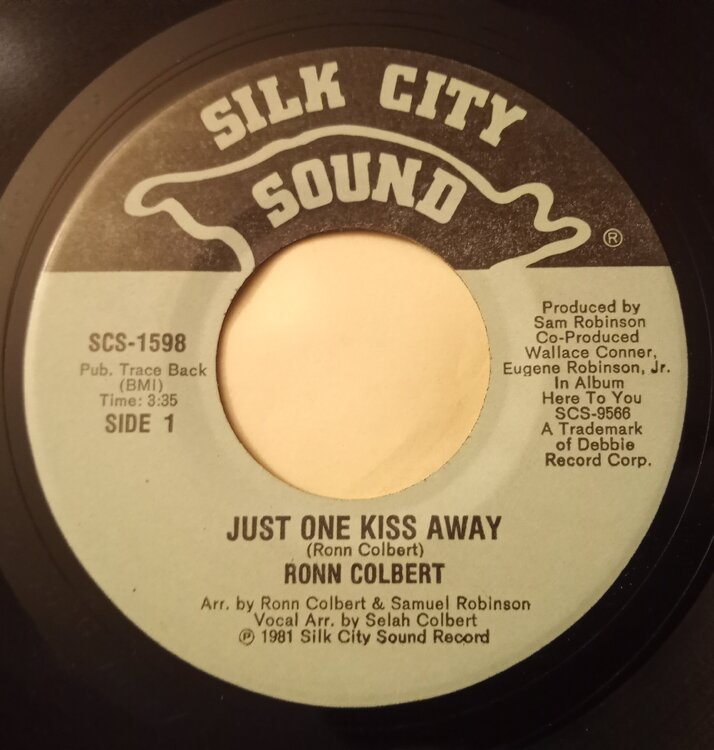 SILK CITY
SOUND
®
SCS-1598
Pub. Trace Back
(BMI)
Time: 3:35
SIDE 1
Produced by
Sam Robinson
Co-Produced
Wallace Conner,
Eugene Robinson, Jr.
In Album
Here To You
SCS-9566
A Trademark
of Debbie
Record Corp.
JUST ONE KISS AWAY
(Ronn Colbert)
RONN COLBERT
Arr. by Ronn Colbert & Samuel Robinson
Vocal Arr. by Selah Colbert
℗ 1981 Silk City Sound Record